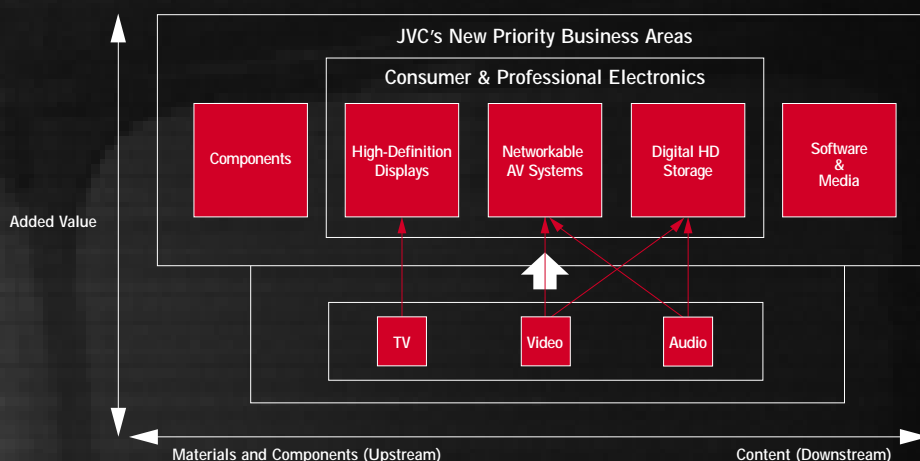 JVC's New Priority Business Areas
Consumer & Professional Electronics
Components
High-Definition
Displays
Networkable
AV Systems
Digital HD
Storage
Software
&
Media
Added Value
TV
Video
Audio
Materials and Components (Upstream)
Content (Downstream)